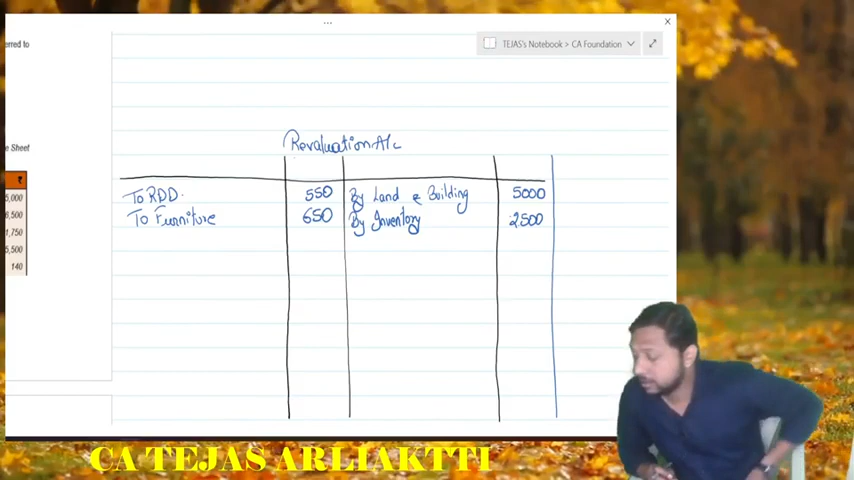 ...
TEJAS's Notebook > CA Foundation
erred to
e Sheet
₹
5,000
6,500
1,750
5,500
140
Revaluation A/c
To RDD. 550 By Land & Building 5000
To Furniture 650 By Inventory 2500
CA TEJAS ARLIAKTTI